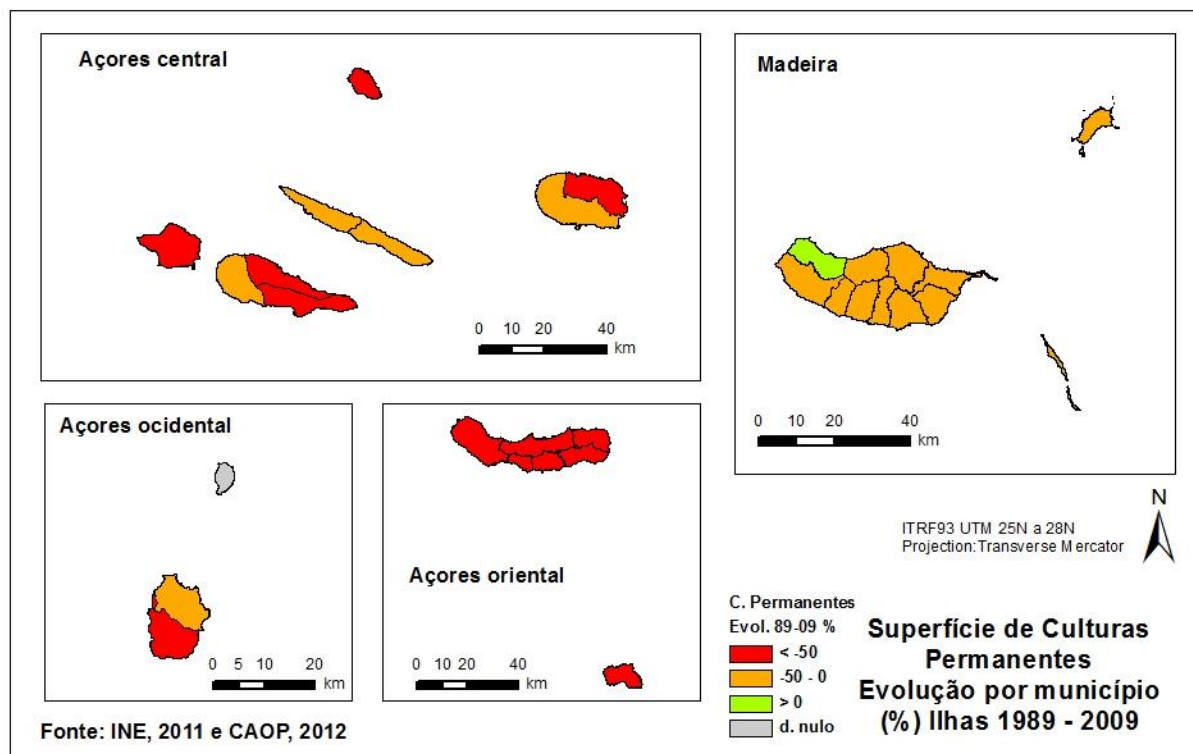 Açores central
0 10 20 40
km
Madeira
0 10 20 40
km
Açores ocidental
0 5 10 20
km
Açores oriental
0 10 20 40
km
N
ITRF93 UTM 25N a 28N
Projection:Transverse Mercator
C. Permanentes
Evol. 89-09 %
< -50
-50 - 0
> 0
d. nulo
Superfície de Culturas
Permanentes
Evolução por município
(%) Ilhas 1989 - 2009
Fonte: INE, 2011 e CAOP, 2012